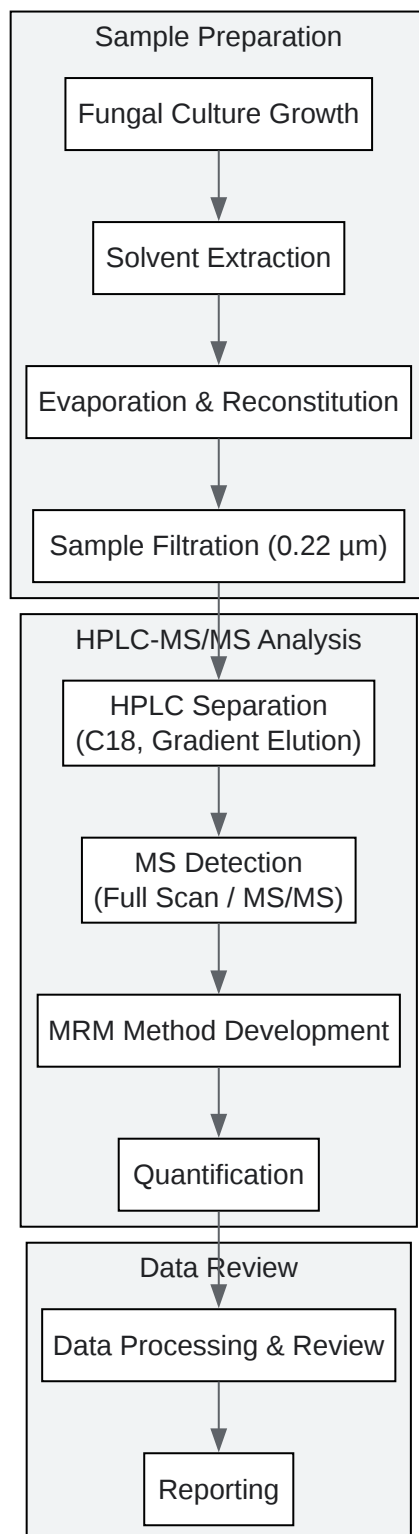 Sample Preparation
Fungal Culture Growth
Solvent Extraction
Evaporation & Reconstitution
Sample Filtration (0.22 µm)
HPLC-MS/MS Analysis
HPLC Separation
(C18, Gradient Elution)
MS Detection
(Full Scan / MS/MS)
MRM Method Development
Quantification
Data Review
Data Processing & Review
Reporting